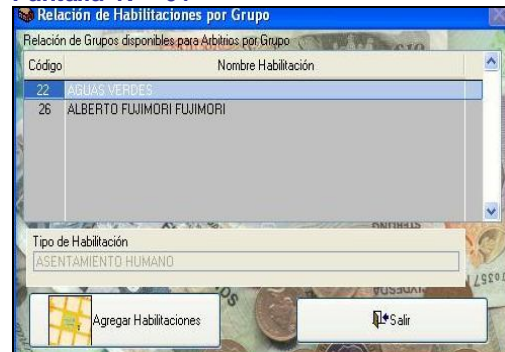 Relación de Habilitaciones por Grupo
Relación de Grupos disponibles para Arbitrios por Grupo
Código Nombre Habilitación
22 AGUAS VERDES
26 ALBERTO FUJIMORI FUJIMORI
Tipo de Habilitación
ASENTAMIENTO HUMANO
Agregar Habilitaciones
Salir